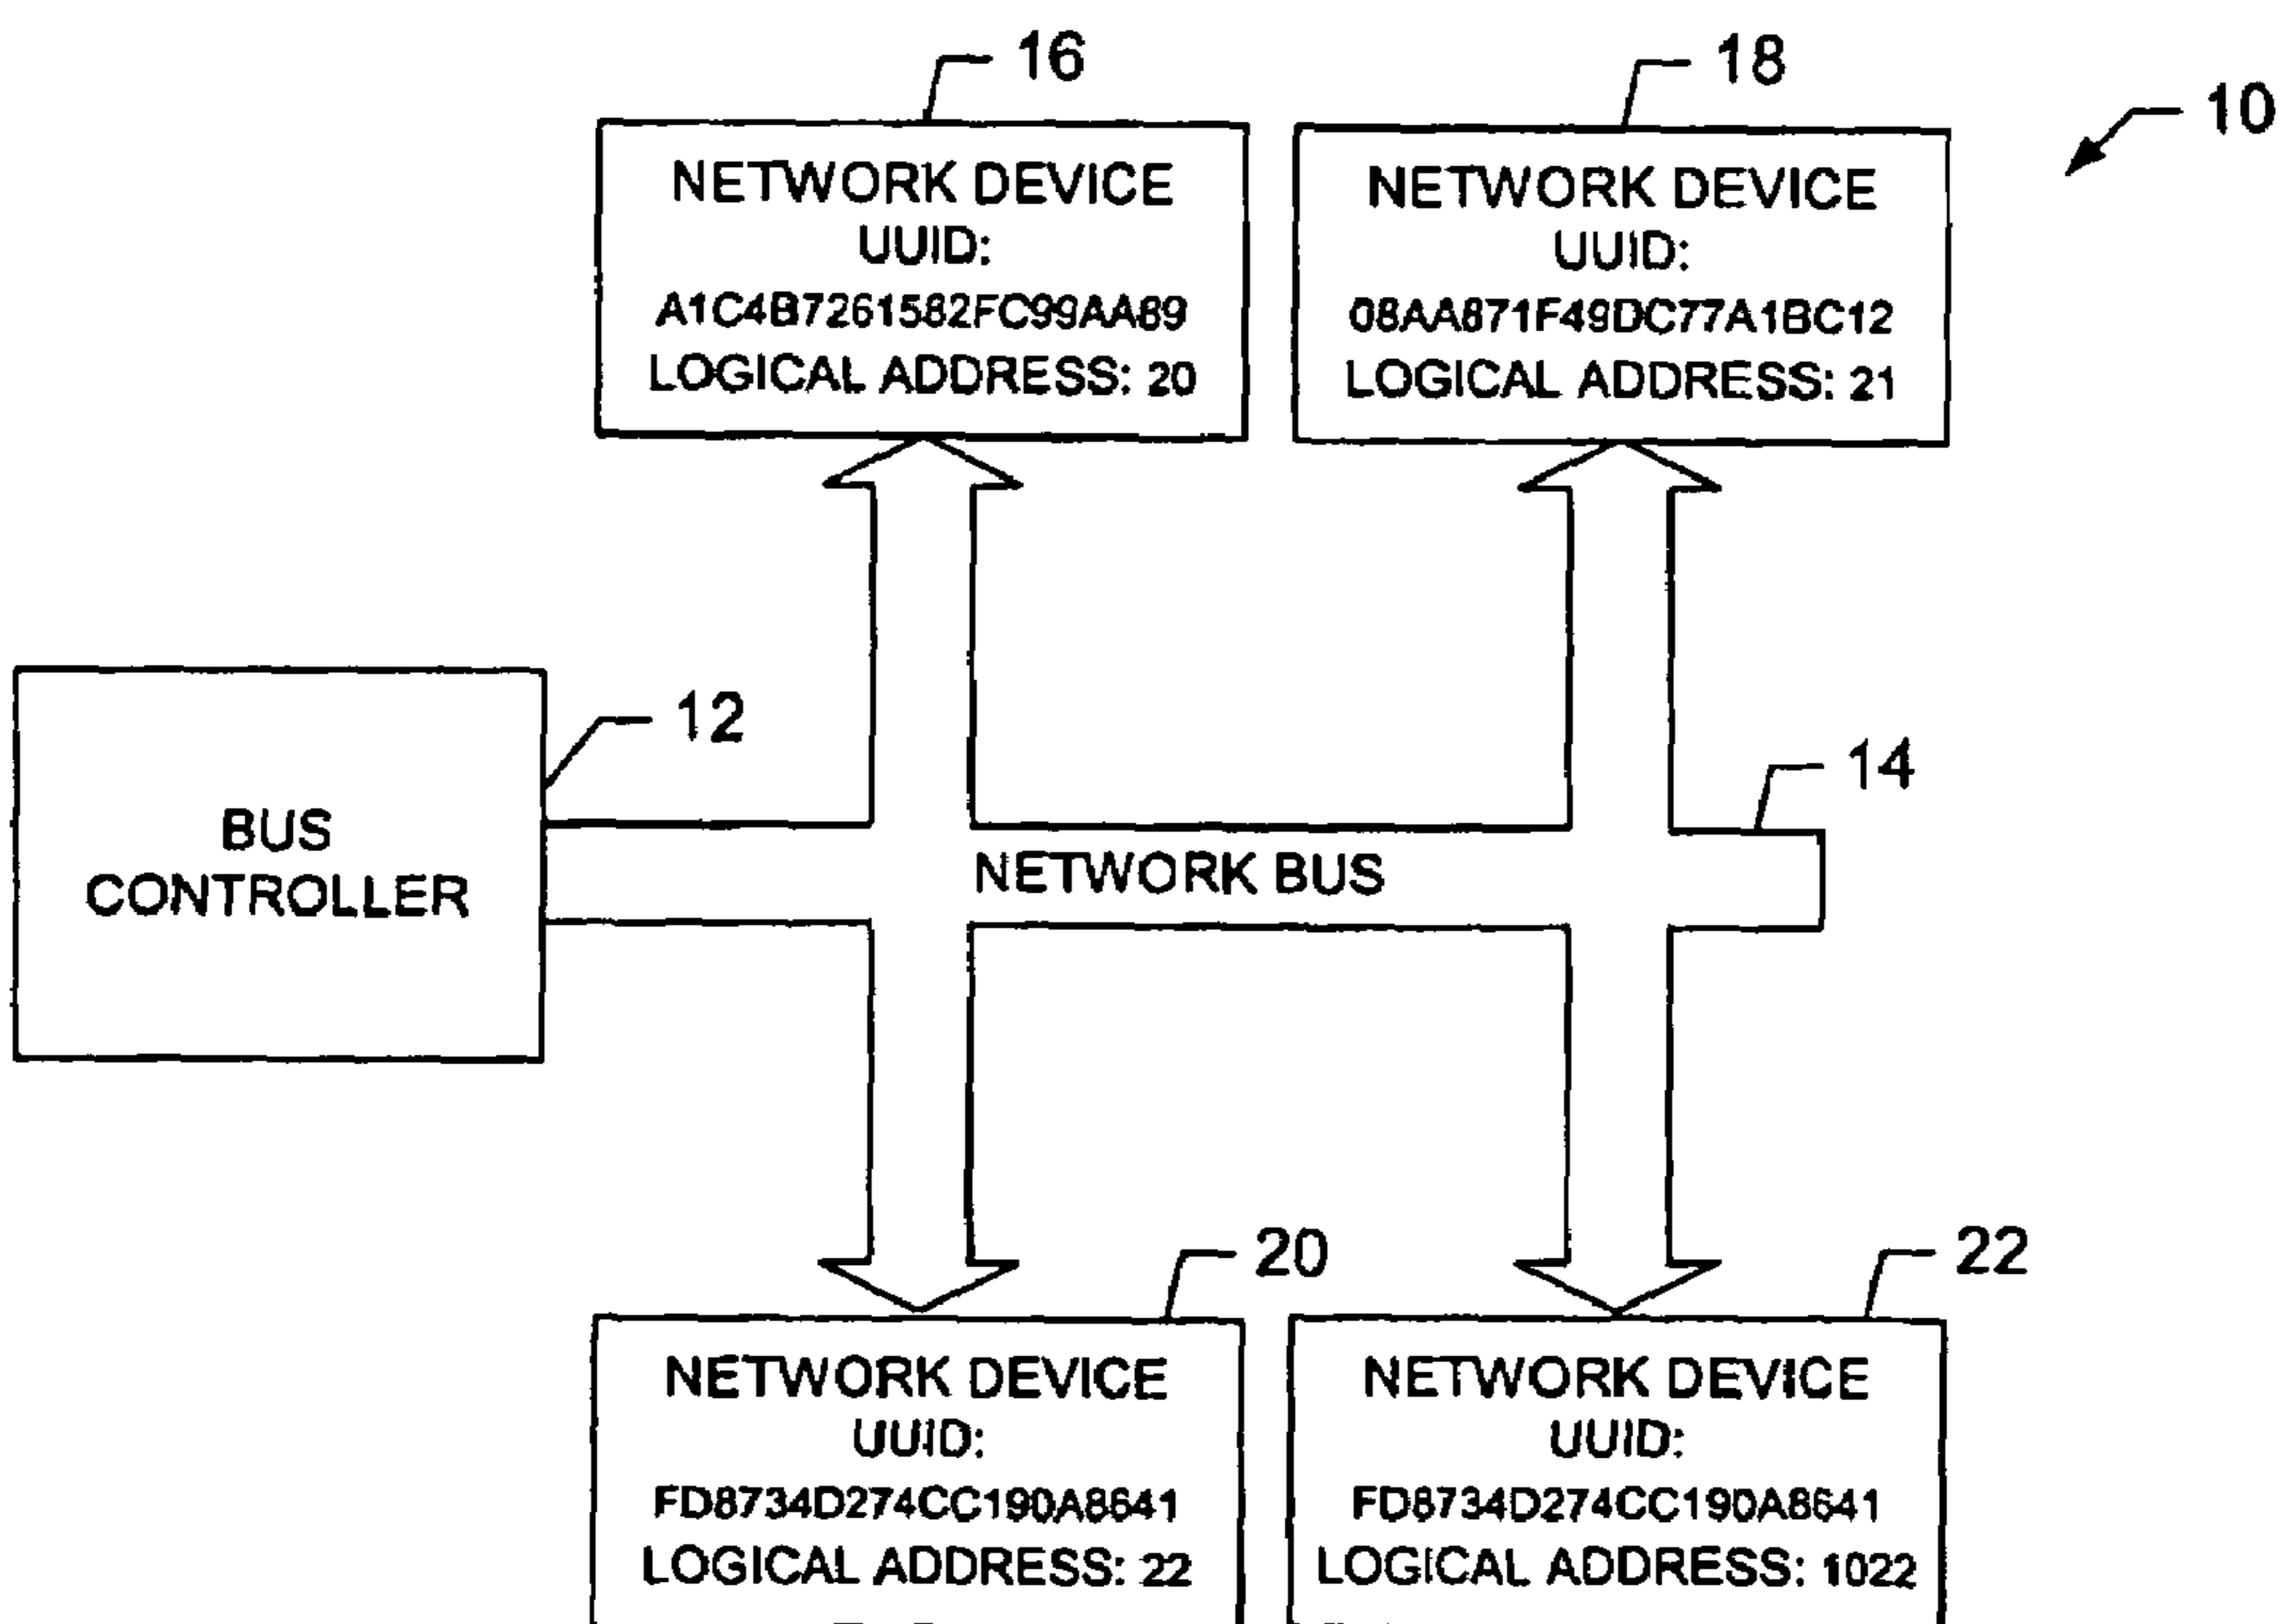 16
18
10
NETWORK DEVICE
UUID:
A1C4B7261582FC99AA89
LOGICAL ADDRESS: 20
NETWORK DEVICE
UUID:
08AA871F49DC77A1BC12
LOGICAL ADDRESS: 21
12
14
BUS
CONTROLLER
NETWORK BUS
20
22
NETWORK DEVICE
UUID:
FD8734D274CC190A8641
LOGICAL ADDRESS: 22
NETWORK DEVICE
UUID:
FD8734D274CC190A8641
LOGICAL ADDRESS: 1022